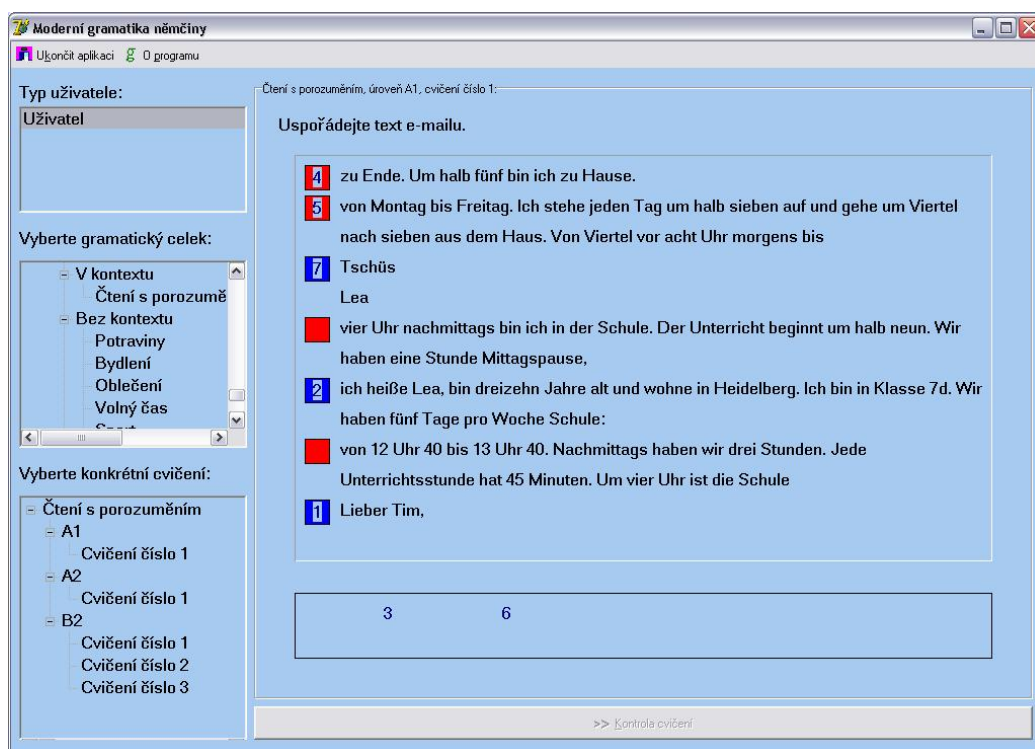 Moderní gramatika němčiny
Ukončit aplikaci O programu
Typ uživatele:
Uživatel
Vyberte gramatický celek:
V kontextu
Čtení s porozumě
Bez kontextu
Potraviny
Bydlení
Oblečení
Volný čas
Vyberte konkrétní cvičení:
Čtení s porozuměním
A1
Cvičení číslo 1
A2
Cvičení číslo 1
B2
Cvičení číslo 1
Cvičení číslo 2
Cvičení číslo 3
Čtení s porozuměním, úroveň A1, cvičení číslo 1:
Uspořádejte text e-mailu.
4 zu Ende. Um halb fünf bin ich zu Hause.
5 von Montag bis Freitag. Ich stehe jeden Tag um halb sieben auf und gehe um Viertel
nach sieben aus dem Haus. Von Viertel vor acht Uhr morgens bis
7 Tschüs
Lea
vier Uhr nachmittags bin ich in der Schule. Der Unterricht beginnt um halb neun. Wir
haben eine Stunde Mittagspause,
2 ich heiße Lea, bin dreizehn Jahre alt und wohne in Heidelberg. Ich bin in Klasse 7d. Wir
haben fünf Tage pro Woche Schule:
von 12 Uhr 40 bis 13 Uhr 40. Nachmittags haben wir drei Stunden. Jede
Unterrichtsstunde hat 45 Minuten. Um vier Uhr ist die Schule
1 Lieber Tim,
3 6
>> Kontrola cvičení